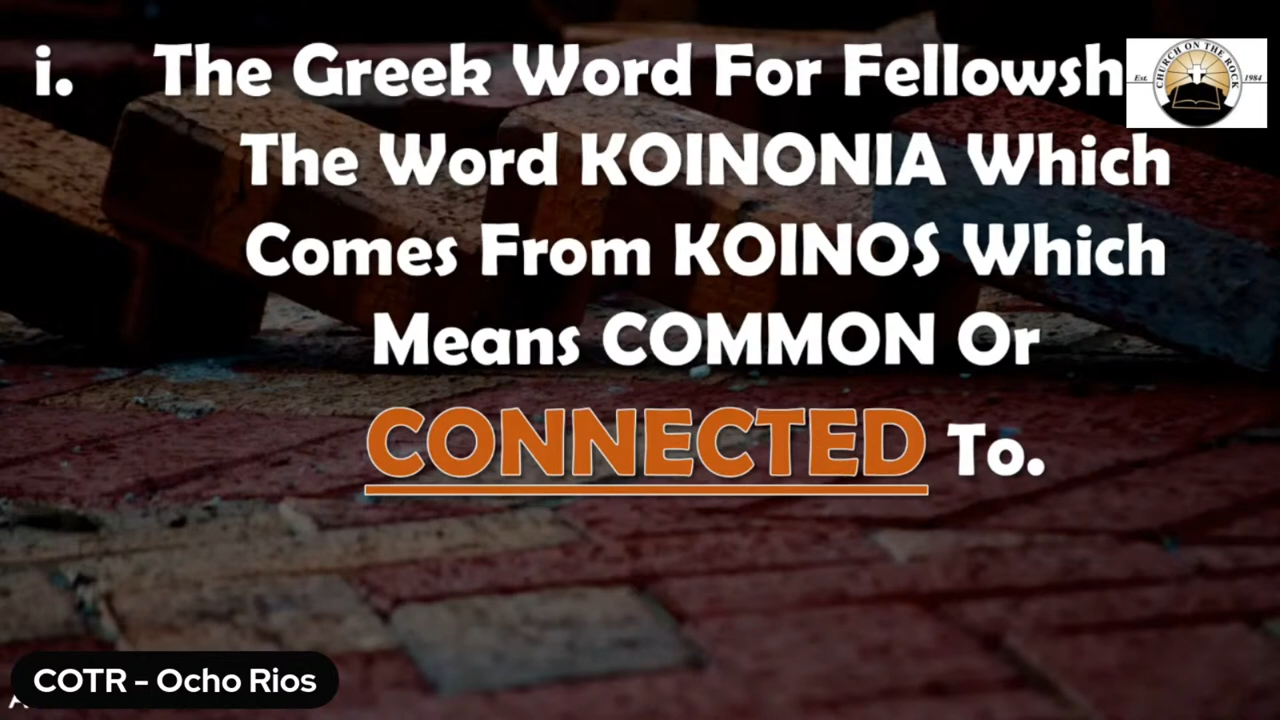 i. The Greek Word For Fellowsh
The Word KOINONIA Which
Comes From KOINOS Which
Means COMMON Or
CONNECTED To.
CHURCH ON THE ROCK
Est. 1984
COTR - Ocho Rios